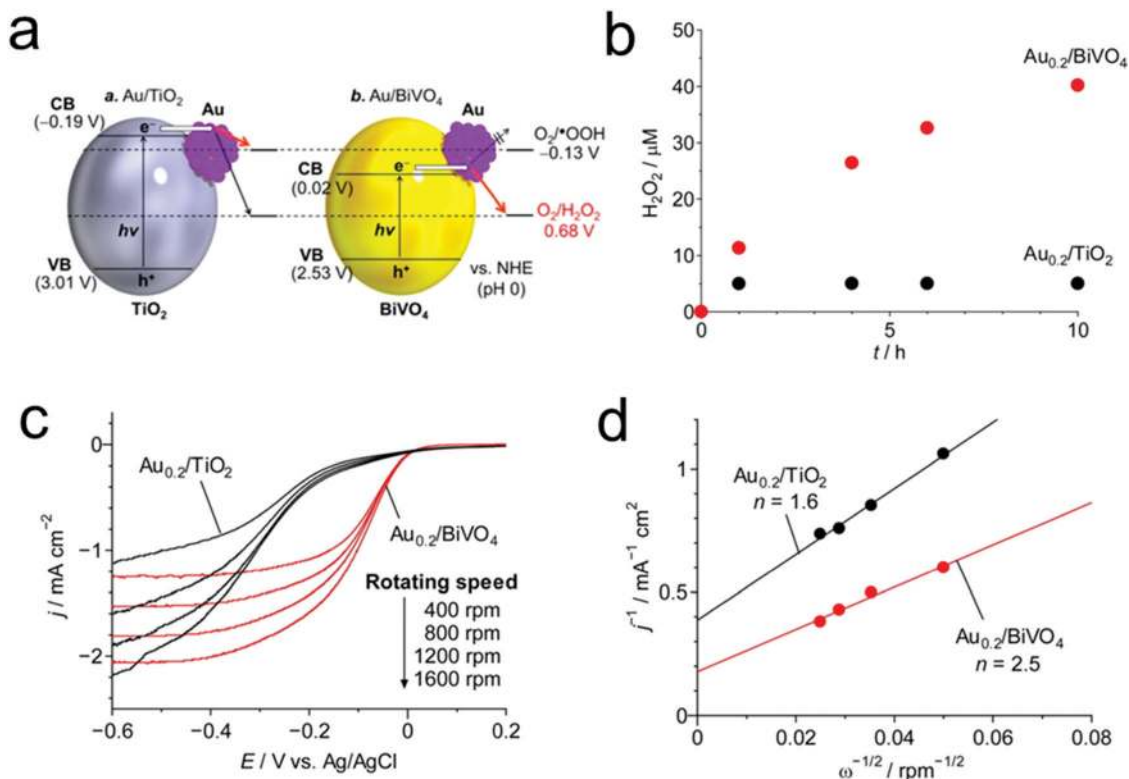 a
a. Au/TiO2
CB
(−0.19 V)
Au
e−
hν
VB
(3.01 V)
h+
TiO2
b. Au/BiVO4
Au
e−
CB
(0.02 V)
hν
VB
(2.53 V)
h+
BiVO4
O2/•OOH
−0.13 V
O2/H2O2
0.68 V
vs. NHE
(pH 0)
b
H2O2 / μM
50
40
30
20
10
0
0
5
10
t / h
Au0.2/BiVO4
Au0.2/TiO2
c
j / mA cm−2
0
−1
−2
−0.6
−0.4
−0.2
0
0.2
E / V vs. Ag/AgCl
Au0.2/TiO2
Au0.2/BiVO4
Rotating speed
400 rpm
800 rpm
1200 rpm
1600 rpm
d
j−1 / mA−1 cm2
1
0.5
0
0
0.02
0.04
0.06
0.08
ω−1/2 / rpm−1/2
Au0.2/TiO2
n = 1.6
Au0.2/BiVO4
n = 2.5